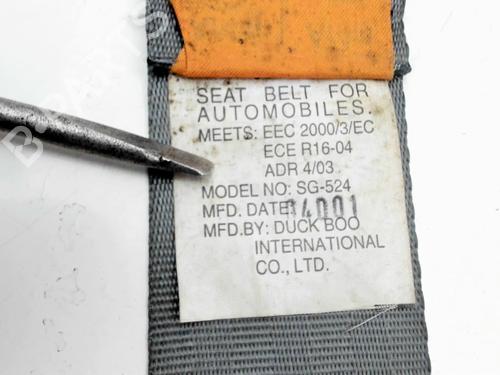 SEAT BELT FOR
AUTOMOBILES.
MEETS: EEC 2000/3/EC
ECE R16-04
ADR 4/03
MODEL NO: SG-524
MFD. DATE:
MFD.BY: DUCK BOO
INTERNATIONAL
CO., LTD.